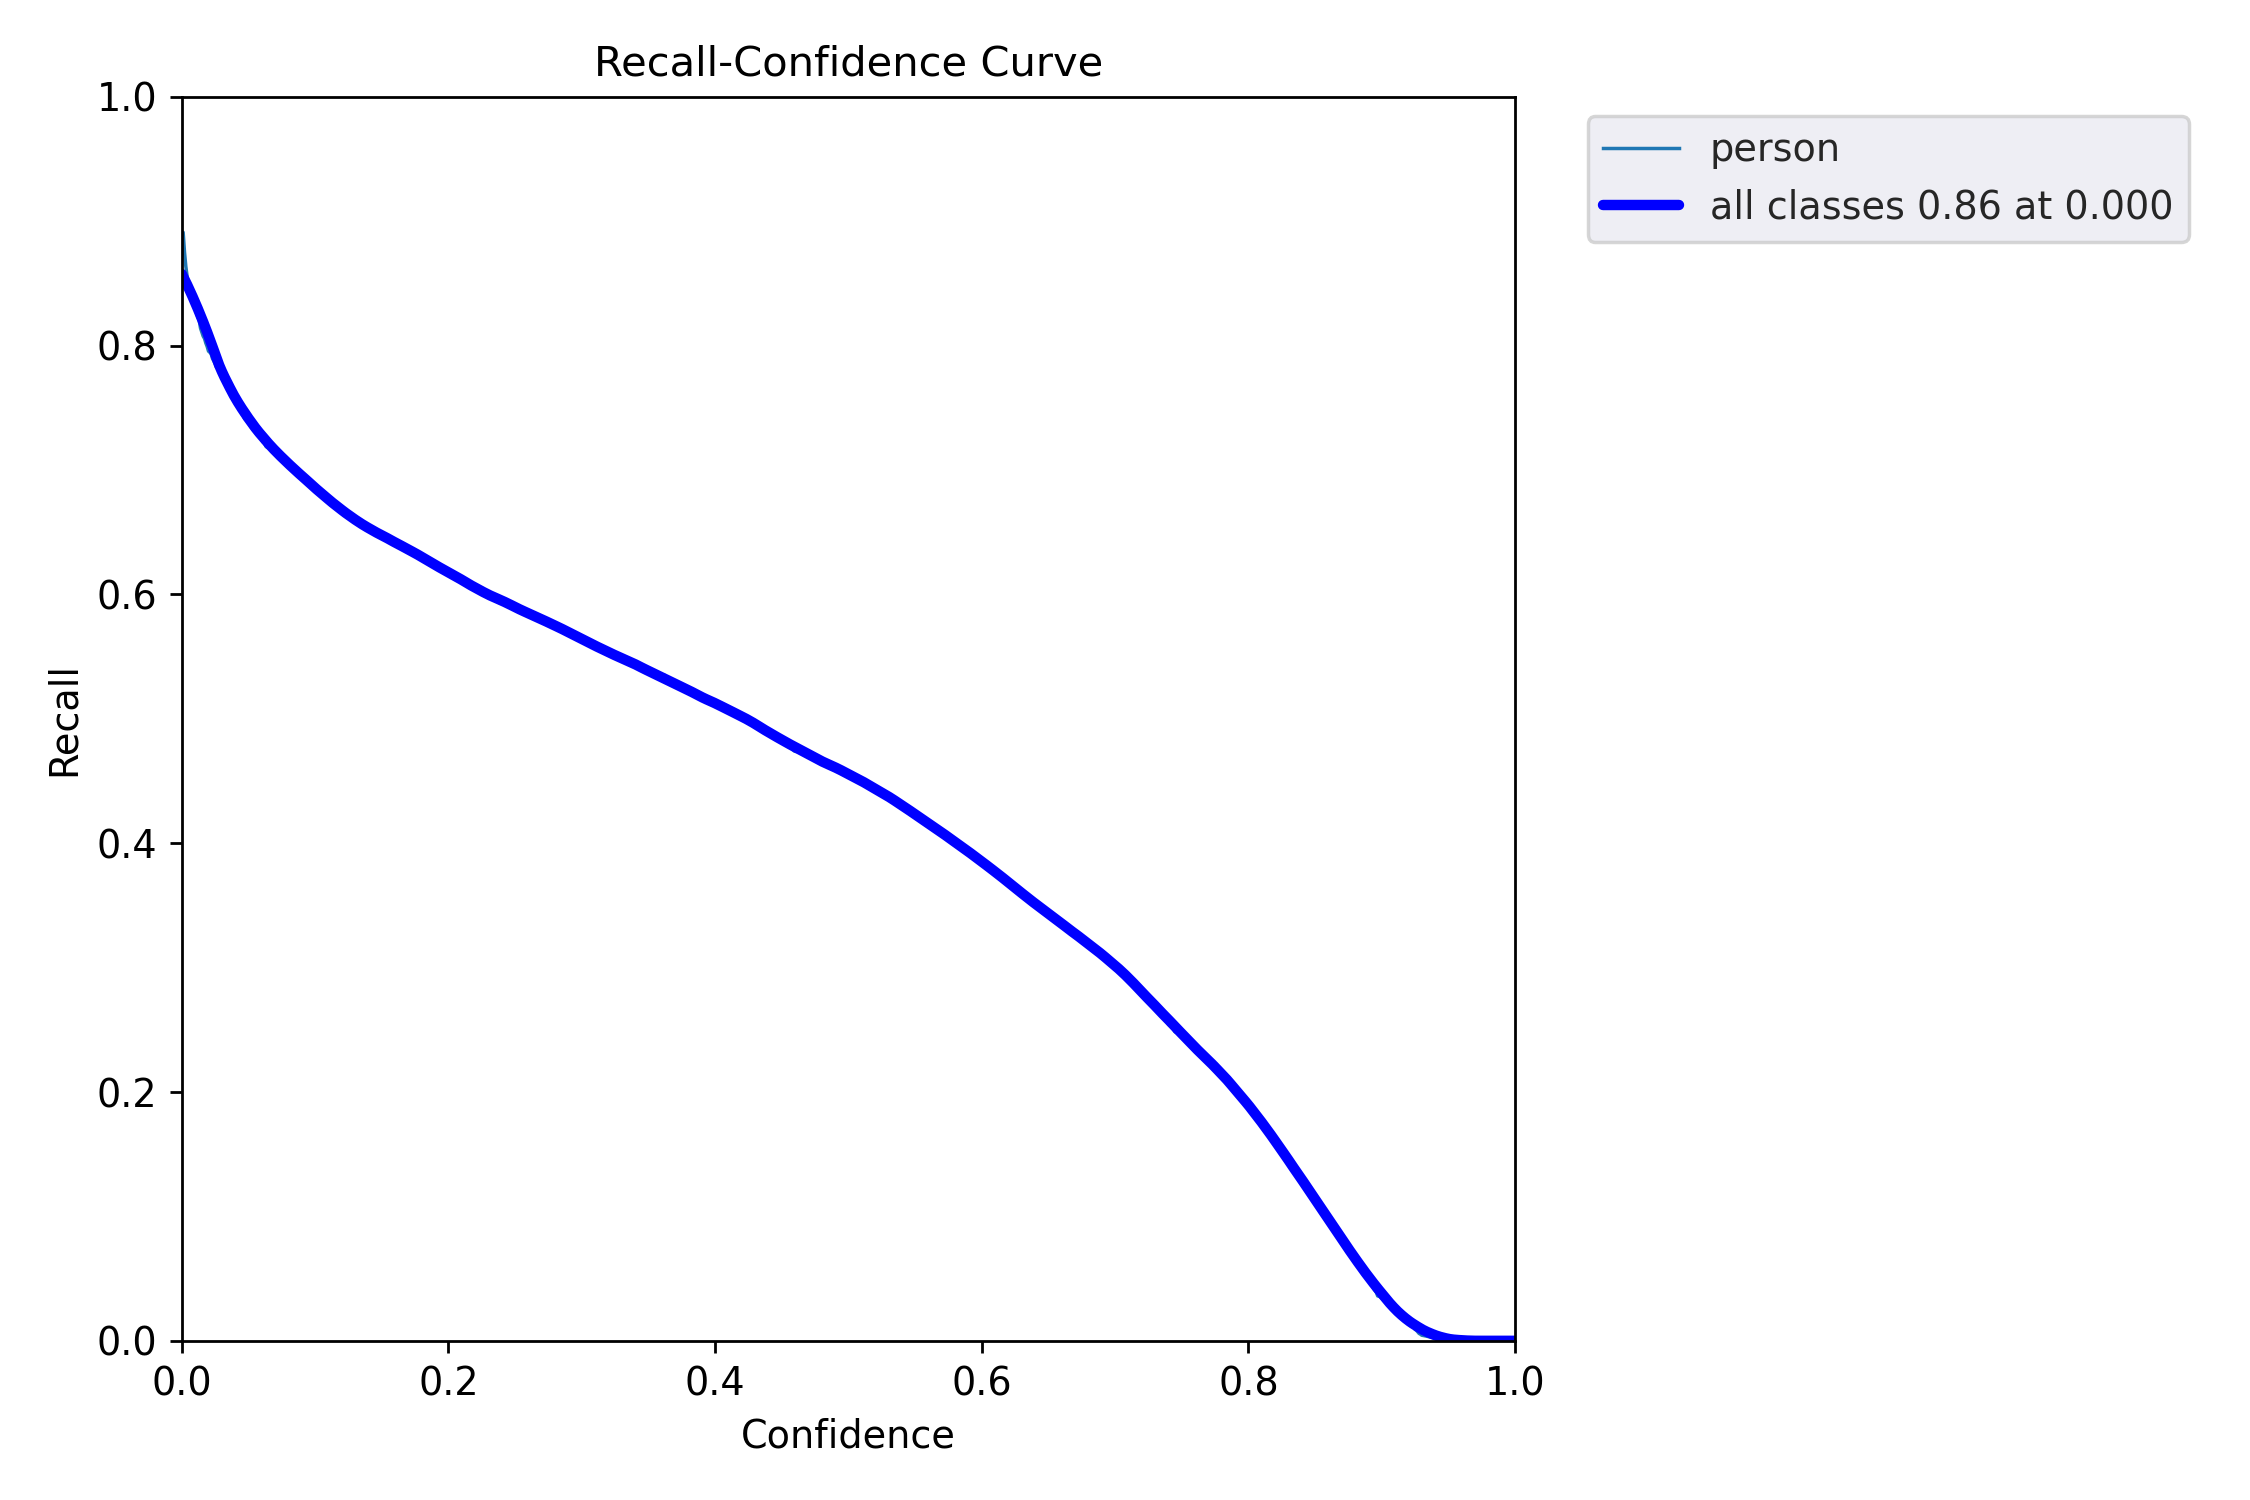 Recall-Confidence Curve
1.0
0.8
0.6
0.4
0.2
0.0
Recall
0.0 0.2 0.4 0.6 0.8 1.0
Confidence
person
all classes 0.86 at 0.000